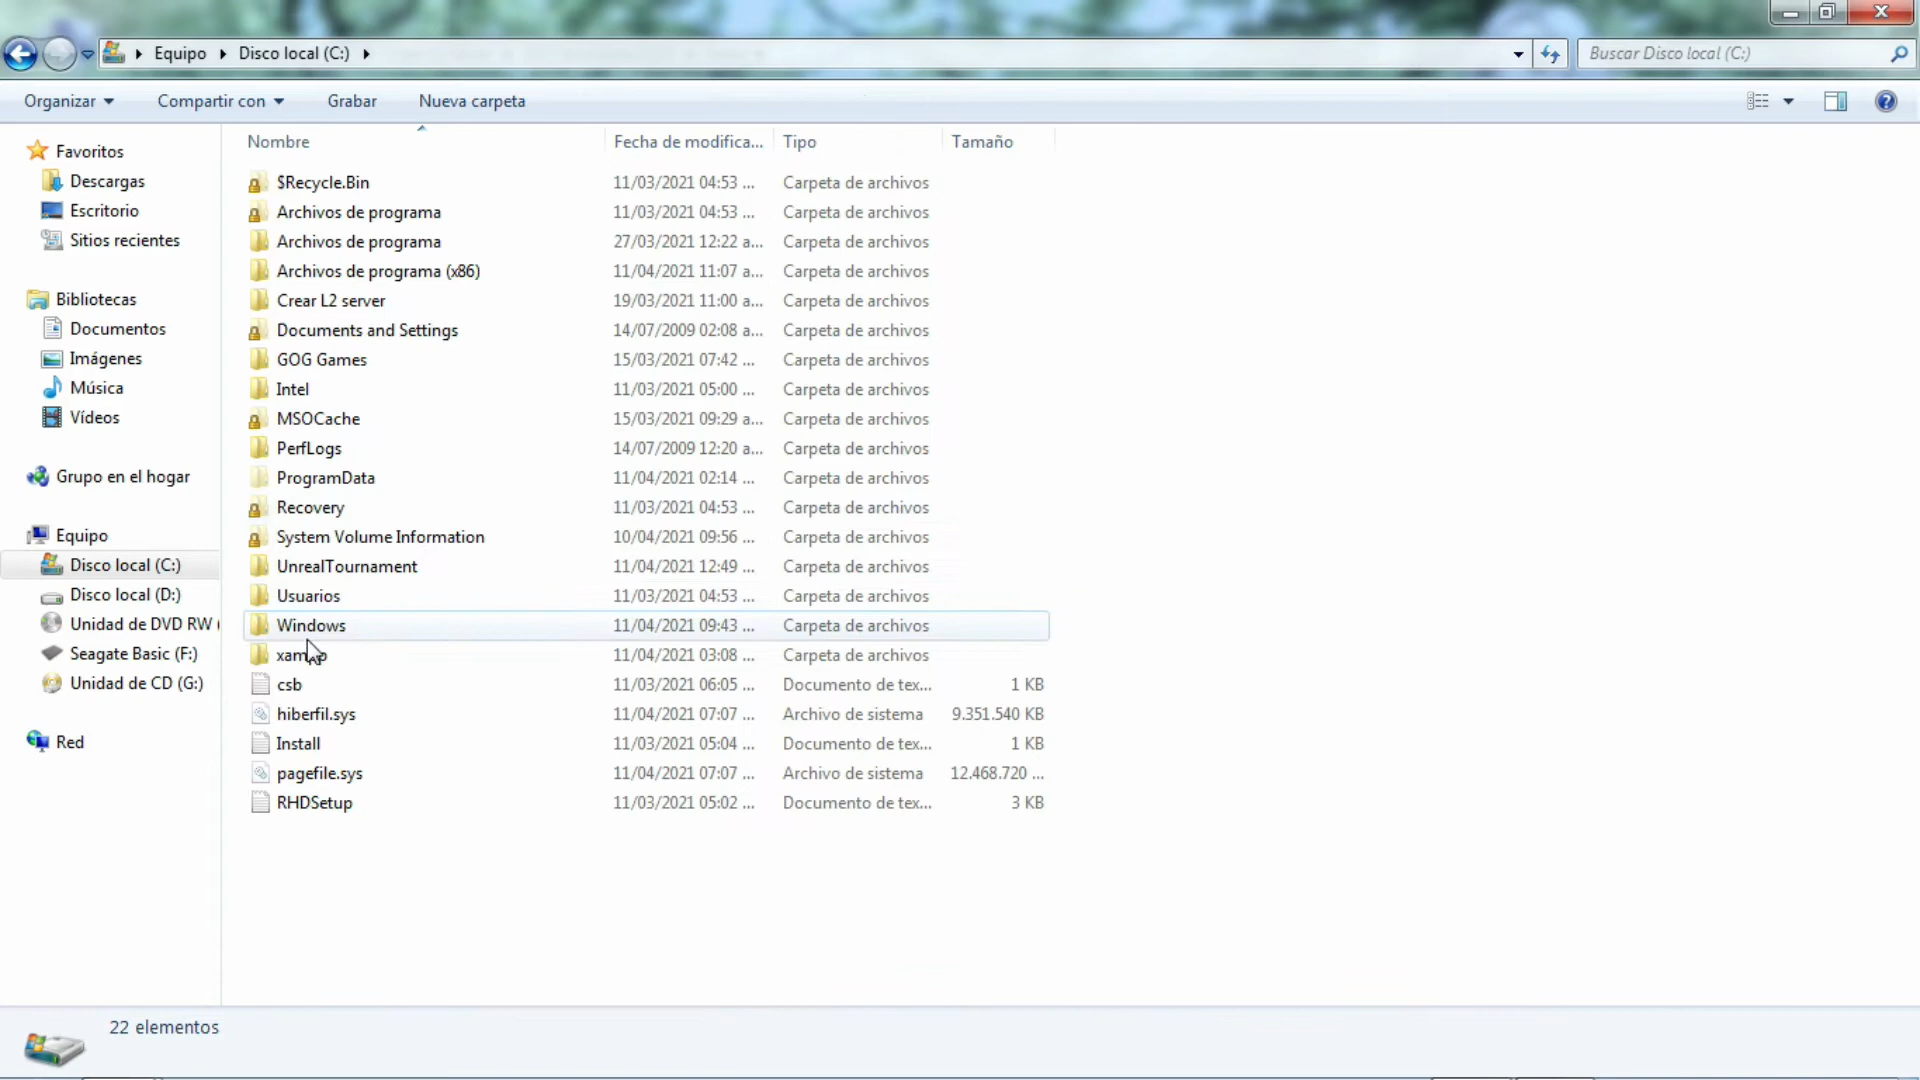 Equipo Disco local (C:)
Buscar Disco local (C:)
Organizar Compartir con Grabar Nueva carpeta
Favoritos
Descargas
Escritorio
Sitios recientes
Bibliotecas
Documentos
Imágenes
Música
Vídeos
Grupo en el hogar
Equipo
Disco local (C:)
Disco local (D:)
Unidad de DVD RW (
Seagate Basic (F:)
Unidad de CD (G:)
Red
Nombre Fecha de modifica... Tipo Tamaño
$Recycle.Bin 11/03/2021 04:53 ... Carpeta de archivos
Archivos de programa 11/03/2021 04:53 ... Carpeta de archivos
Archivos de programa 27/03/2021 12:22 a... Carpeta de archivos
Archivos de programa (x86) 11/04/2021 11:07 a... Carpeta de archivos
Crear L2 server 19/03/2021 11:00 a... Carpeta de archivos
Documents and Settings 14/07/2009 02:08 a... Carpeta de archivos
GOG Games 15/03/2021 07:42 ... Carpeta de archivos
Intel 11/03/2021 05:00 ... Carpeta de archivos
MSOCache 15/03/2021 09:29 a... Carpeta de archivos
PerfLogs 14/07/2009 12:20 a... Carpeta de archivos
ProgramData 11/04/2021 02:14 ... Carpeta de archivos
Recovery 11/03/2021 04:53 ... Carpeta de archivos
System Volume Information 10/04/2021 09:56 ... Carpeta de archivos
UnrealTournament 11/04/2021 12:49 ... Carpeta de archivos
Usuarios 11/03/2021 04:53 ... Carpeta de archivos
Windows 11/04/2021 09:43 ... Carpeta de archivos
xampp 11/04/2021 03:08 ... Carpeta de archivos
csb 11/03/2021 06:05 ... Documento de tex... 1 KB
hiberfil.sys 11/04/2021 07:07 ... Archivo de sistema 9.351.540 KB
Install 11/03/2021 05:04 ... Documento de tex... 1 KB
pagefile.sys 11/04/2021 07:07 ... Archivo de sistema 12.468.720 ...
RHDSetup 11/03/2021 05:02 ... Documento de tex... 3 KB
22 elementos